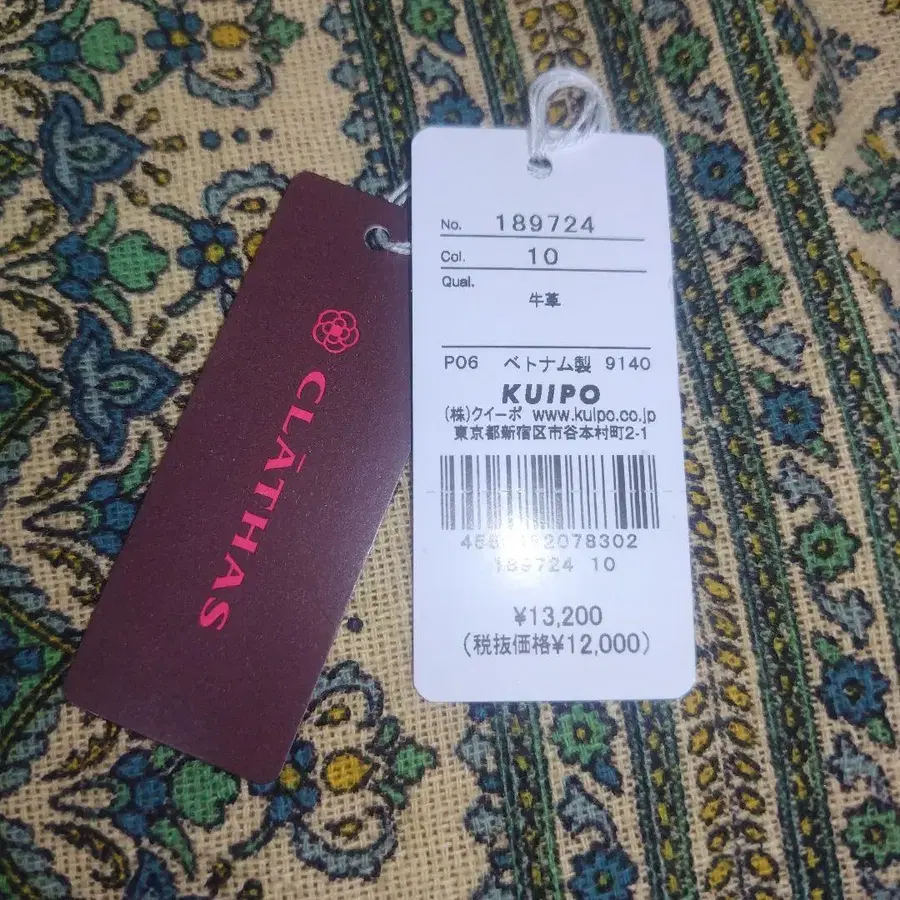 CLĀTHAS
No. 189724
Col. 10
Qual.
牛革
P06 ベトナム製 9140
KUIPO
(株)クイーポ www.kuipo.co.jp
東京都新宿区市谷本村町2-1
189724 10
¥13,200
(税抜価格¥12,000)